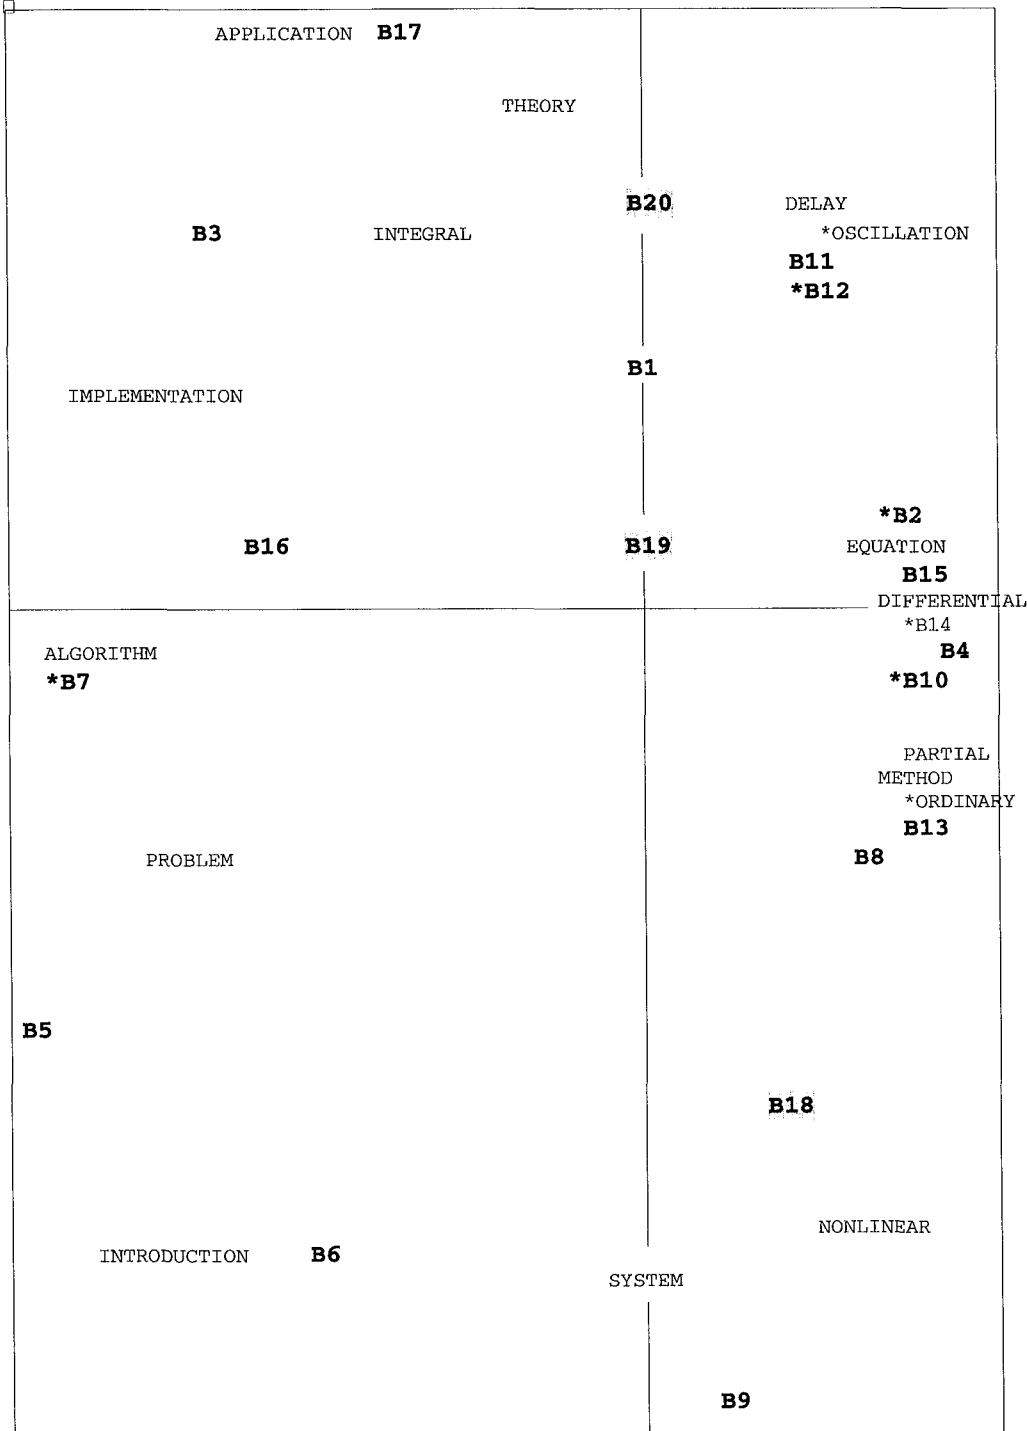 APPLICATION B17
THEORY
B20 DELAY
B3 INTEGRAL *OSCILLATION
B11
*B12
B1
IMPLEMENTATION
*B2
B16 B19 EQUATION
B15
DIFFERENTIAL
*B14
ALGORITHM B4
*B7 *B10
PARTIAL
METHOD
*ORDINARY
B13
PROBLEM B8
B5
B18
NONLINEAR
INTRODUCTION B6
SYSTEM
B9